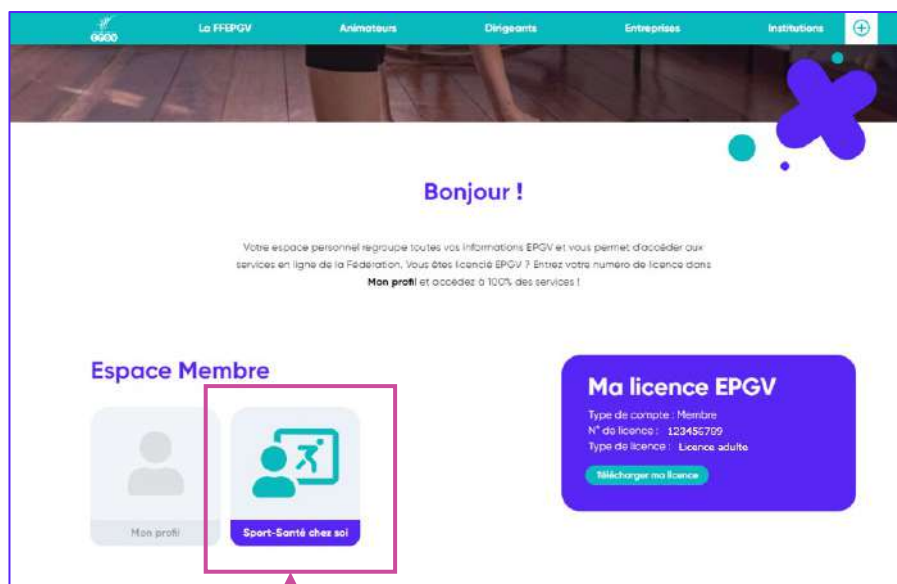 La FFEPGV
Animateurs
Dirigeants
Entreprises
Institutions
Bonjour !
Votre espace personnel regroupe toutes vos informations EPGV et vous permet d'accéder aux
services en ligne de la Fédération. Vous êtes licencié EPGV ? Entrez votre numéro de licence dans
Mon profil et accédez à 100% des services !
Espace Membre
Mon profil
Sport-Santé chez soi
Ma licence EPGV
Type de compte : Membre
N° de licence : 123456789
Type de licence : Licence adulte
Télécharger ma licence